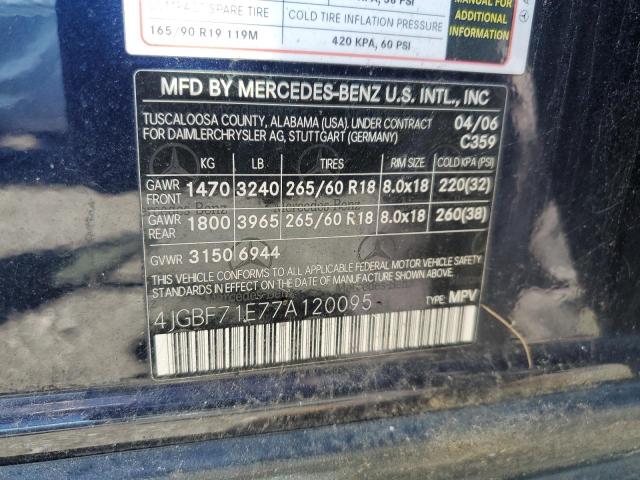 SPARE TIRE
165/90 R19 119M
COLD TIRE INFLATION PRESSURE
420 KPA, 60 PSI
MANUAL FOR
ADDITIONAL
INFORMATION
MFD BY MERCEDES-BENZ U.S. INTL., INC
TUSCALOOSA COUNTY, ALABAMA (USA). UNDER CONTRACT 04/06
FOR DAIMLERCHRYSLER AG, STUTTGART (GERMANY) C359
KG LB TIRES RIM SIZE COLD KPA (PSI)
GAWR FRONT 1470 3240 265/60 R18 8.0x18 220(32)
GAWR REAR 1800 3965 265/60 R18 8.0x18 260(38)
GVWR 3150 6944
THIS VEHICLE CONFORMS TO ALL APPLICABLE FEDERAL MOTOR VEHICLE SAFETY
STANDARDS IN EFFECT ON THE DATE OF MANUFACTURE SHOWN ABOVE.
4JGBF71E77A120095 TYPE: MPV